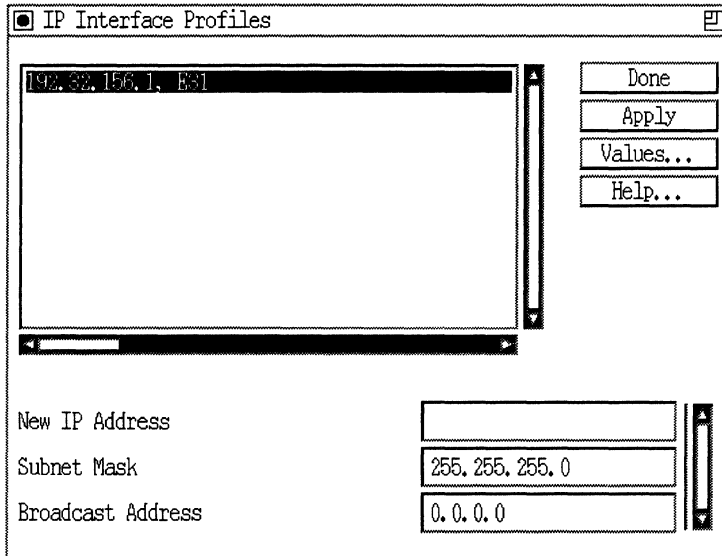 IP Interface Profiles
192.32.156.1, E31
Done
Apply
Values...
Help...
New IP Address
Subnet Mask
255.255.255.0
Broadcast Address
0.0.0.0